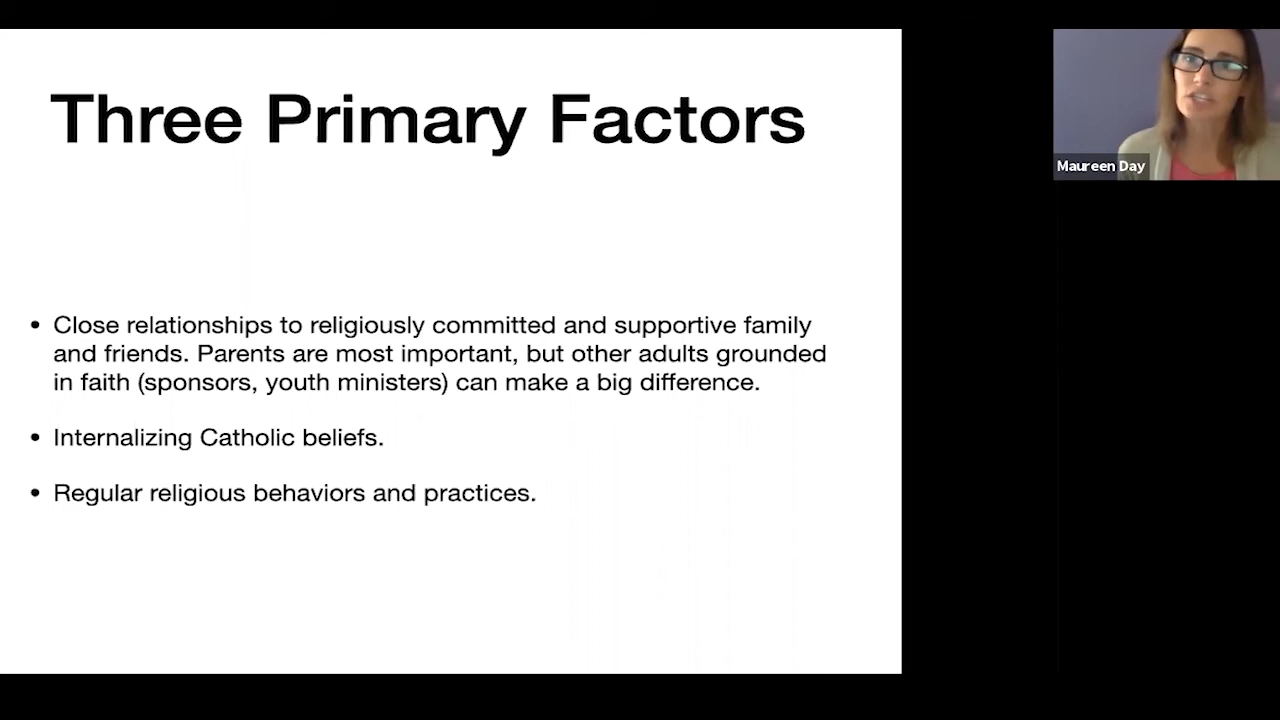 Three Primary Factors
Maureen Day
• Close relationships to religiously committed and supportive family
and friends. Parents are most important, but other adults grounded
in faith (sponsors, youth ministers) can make a big difference.
• Internalizing Catholic beliefs.
• Regular religious behaviors and practices.